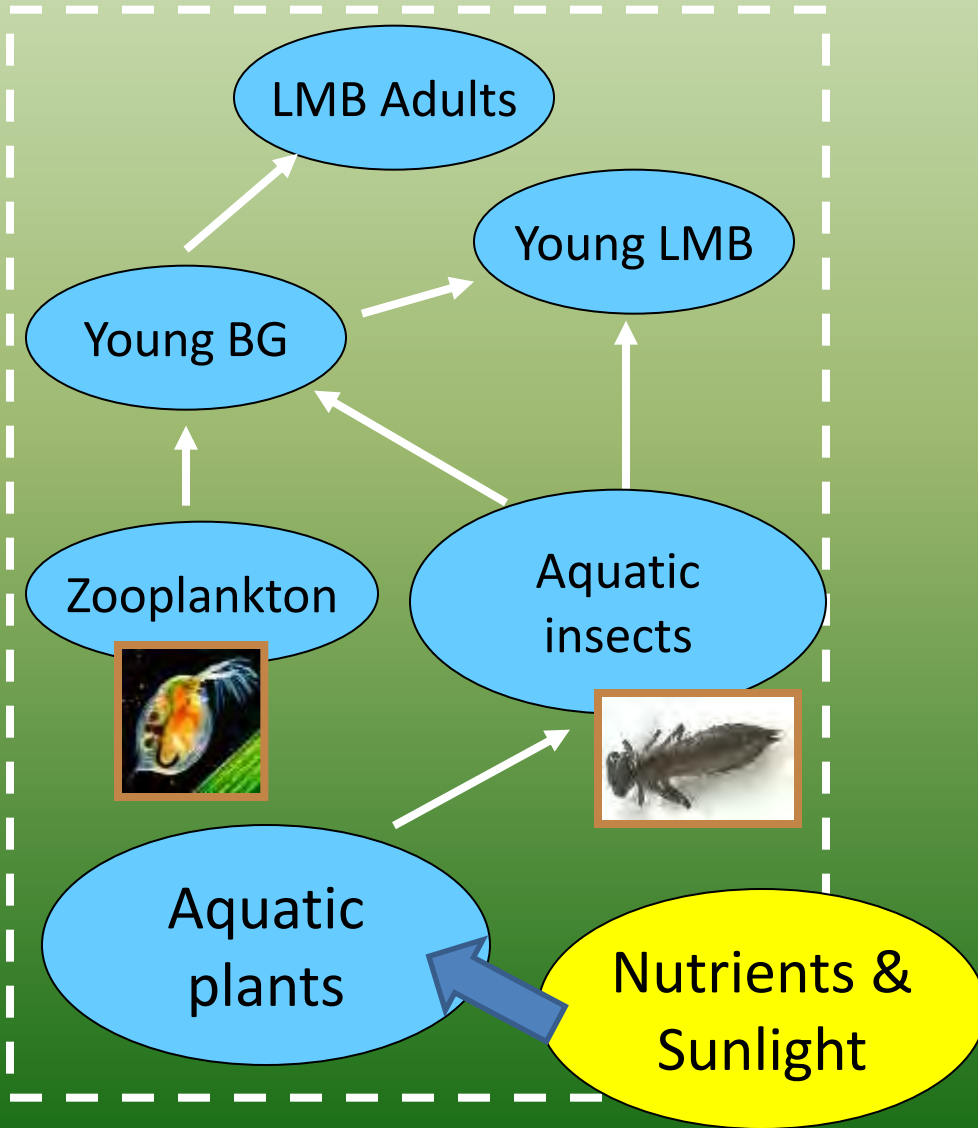 LMB Adults
Young LMB
Young BG
Zooplankton
Aquatic
insects
Aquatic
plants
Nutrients &
Sunlight